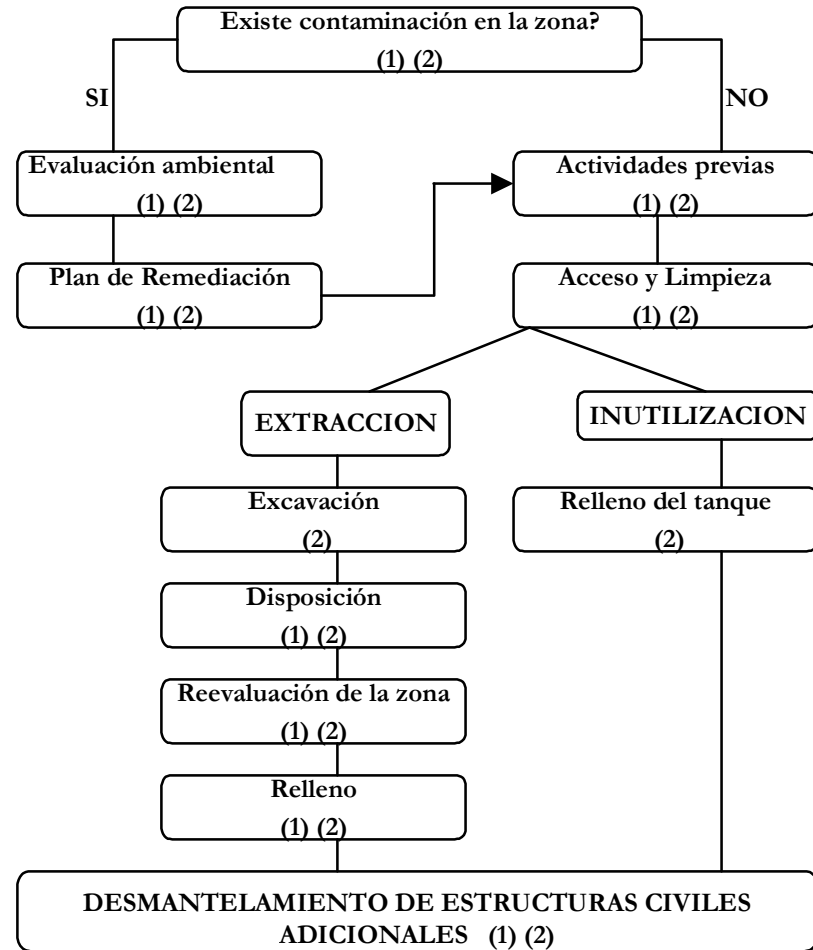 Existe contaminación en la zona?
(1) (2)
SI
NO
Evaluación ambiental
(1) (2)
Actividades previas
(1) (2)
Plan de Remediación
(1) (2)
Acceso y Limpieza
(1) (2)
EXTRACCION
INUTILIZACION
Excavación
(2)
Relleno del tanque
(2)
Disposición
(1) (2)
Reevaluación de la zona
(1) (2)
Relleno
(1) (2)
DESMANTELAMIENTO DE ESTRUCTURAS CIVILES
ADICIONALES (1) (2)